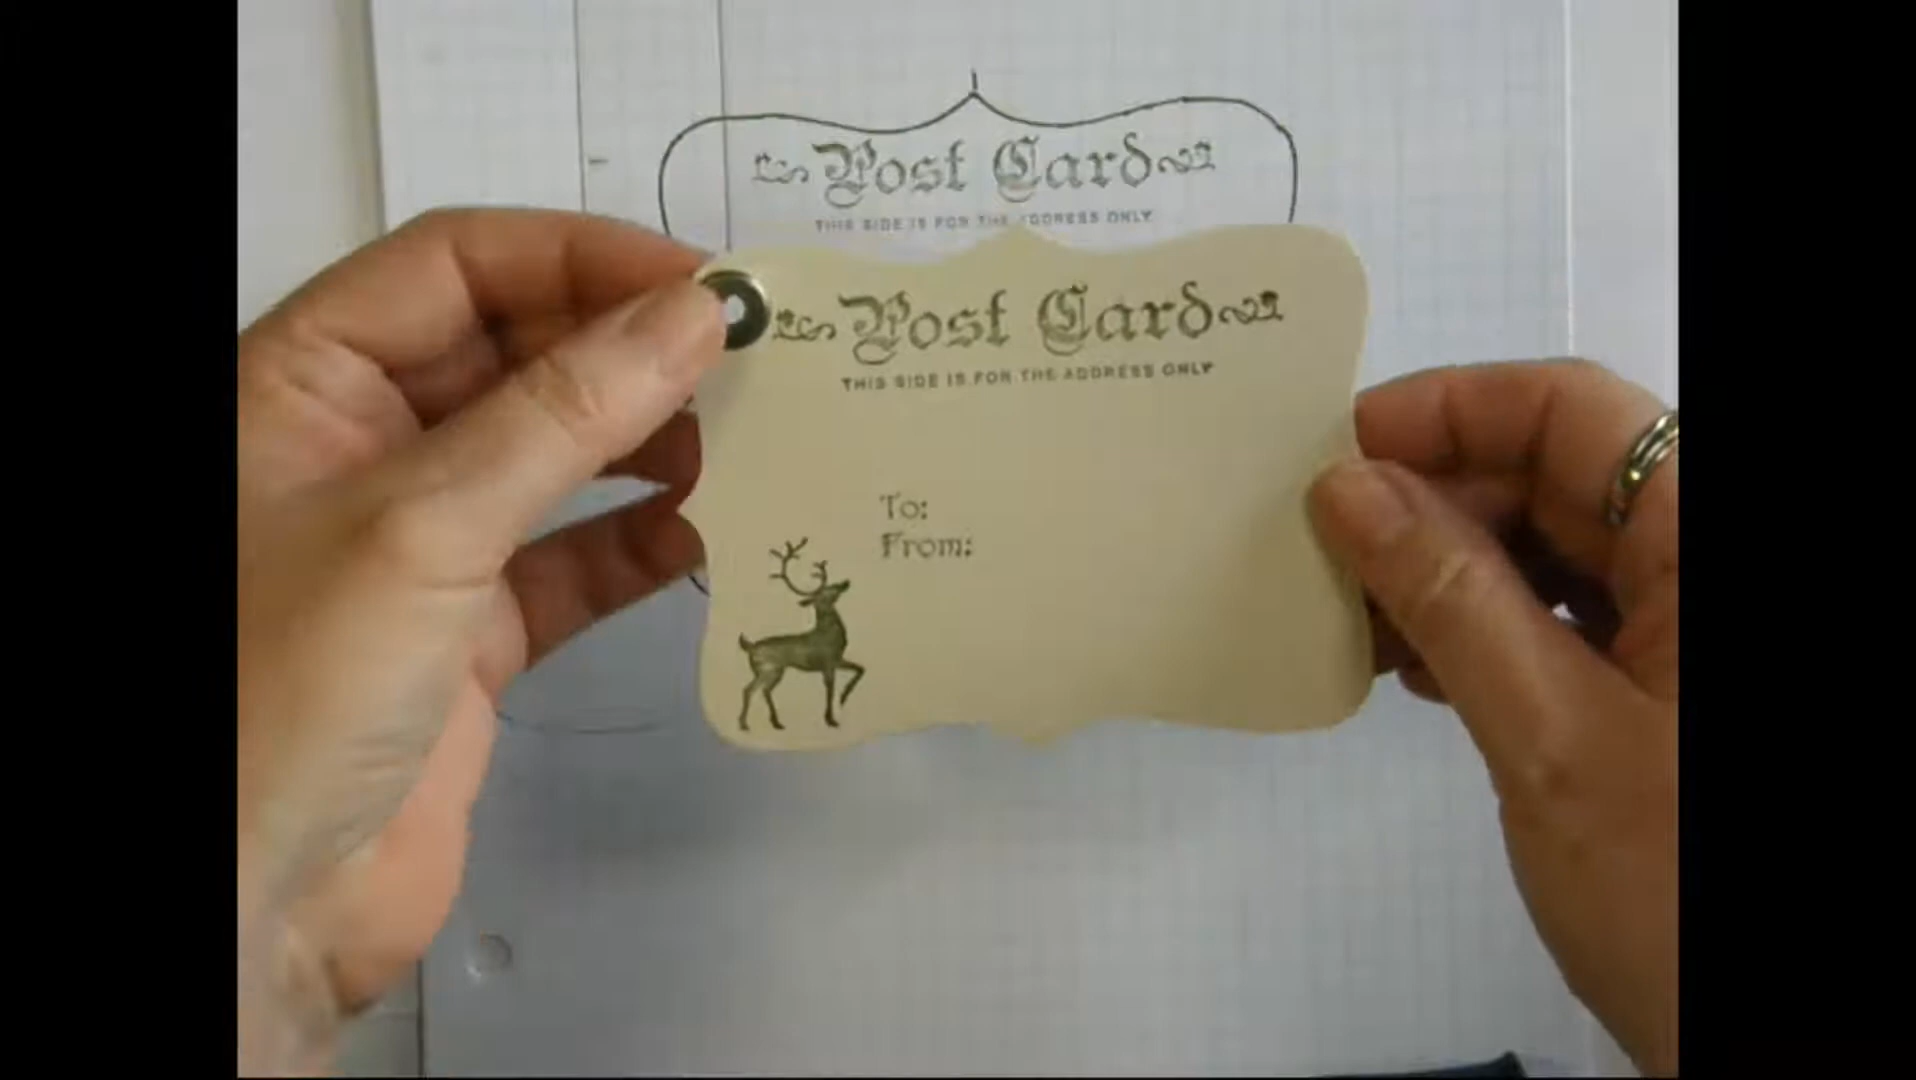 Post Card
THIS SIDE IS FOR THE ADDRESS ONLY
Post Card
THIS SIDE IS FOR THE ADDRESS ONLY
To:
From: